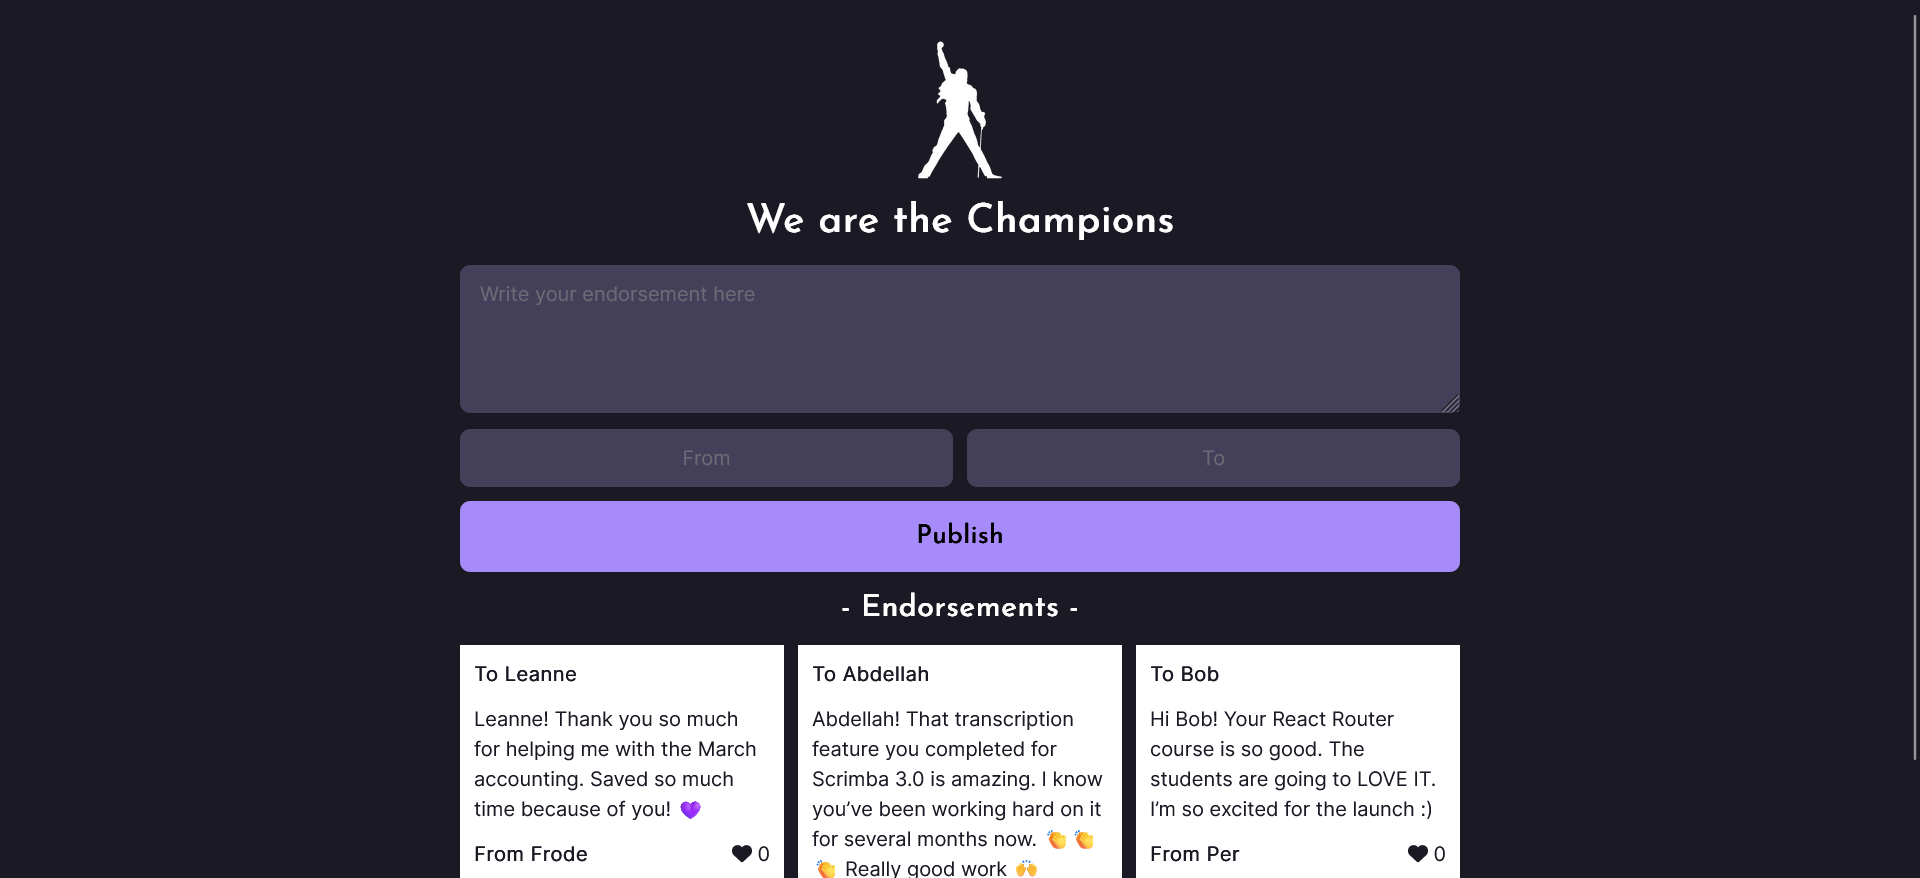 We are the Champions
Write your endorsement here
From
To
Publish
- Endorsements -
To Leanne
Leanne! Thank you so much
for helping me with the March
accounting. Saved so much
time because of you! 💜
From Frode
0
To Abdellah
Abdellah! That transcription
feature you completed for
Scrimba 3.0 is amazing. I know
you’ve been working hard on it
for several months now. 👏 👏
👏 Really good work 🙌
To Bob
Hi Bob! Your React Router
course is so good. The
students are going to LOVE IT.
I’m so excited for the launch :)
From Per
0